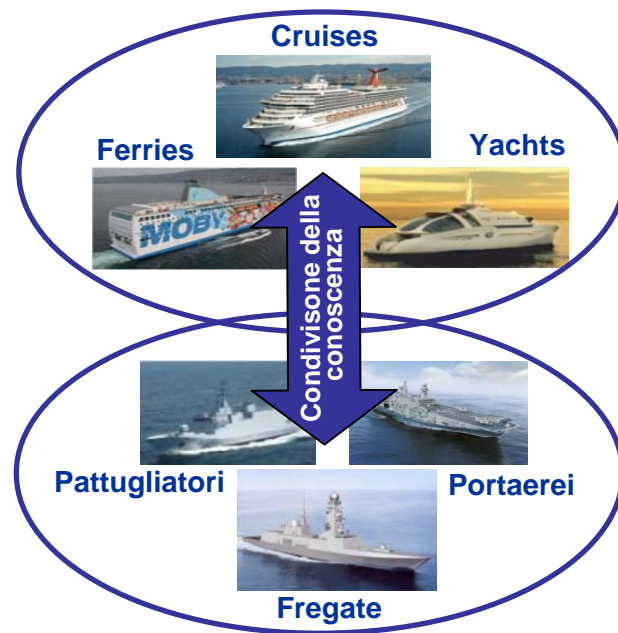 Cruises
Ferries
Yachts
MOBY
Condivisone della
conoscenza
Pattugliatori
Portaerei
Fregate